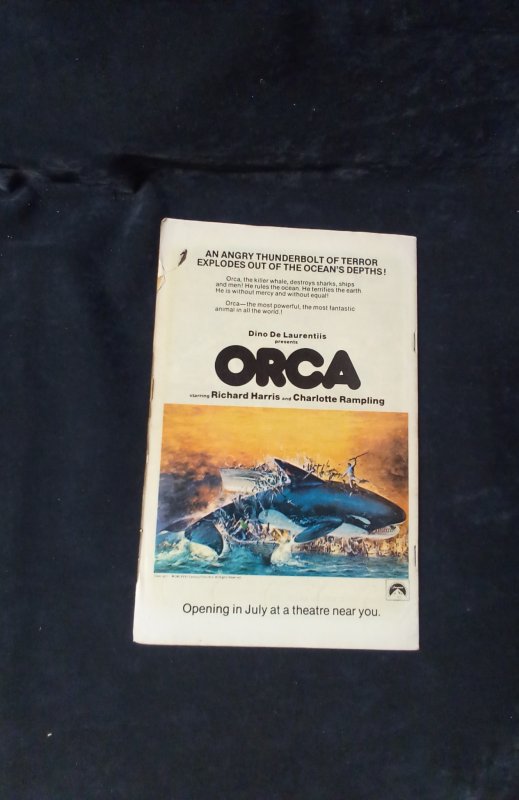 AN ANGRY THUNDERBOLT OF TERROR
EXPLODES OUT OF THE OCEAN'S DEPTHS!
Orca, the killer whale, destroys sharks, ships
and men! He rules the ocean. He terrifies the earth.
He is without mercy and without equal!
Orca—the most powerful, the most fantastic
animal in all the world!
Dino De Laurentiis
presents
ORCA
starring Richard Harris and Charlotte Rampling
Opening in July at a theatre near you.